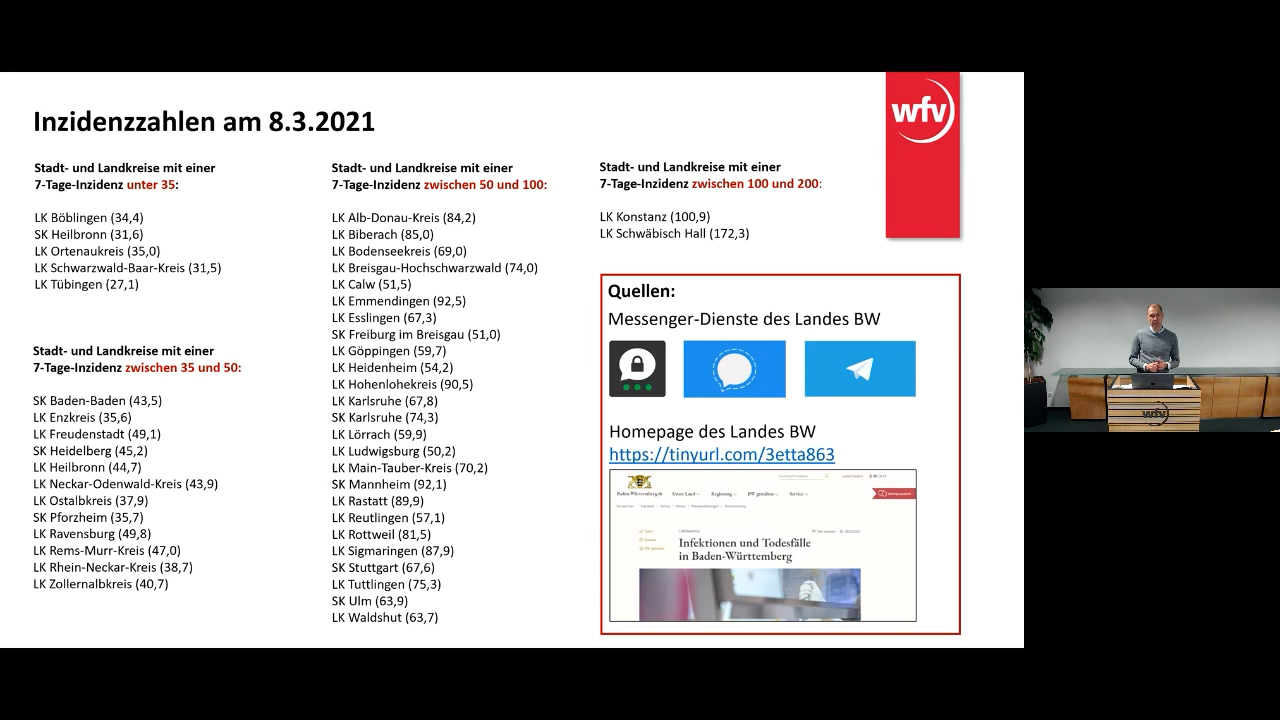 Inzidenzzahlen am 8.3.2021
wfv
Stadt- und Landkreise mit einer
7-Tage-Inzidenz unter 35:
LK Böblingen (34,4)
SK Heilbronn (31,6)
LK Ortenaukreis (35,0)
LK Schwarzwald-Baar-Kreis (31,5)
LK Tübingen (27,1)
Stadt- und Landkreise mit einer
7-Tage-Inzidenz zwischen 35 und 50:
SK Baden-Baden (43,5)
LK Enzkreis (35,6)
LK Freudenstadt (49,1)
SK Heidelberg (45,2)
LK Heilbronn (44,7)
LK Neckar-Odenwald-Kreis (43,9)
LK Ostalbkreis (37,9)
SK Pforzheim (35,7)
LK Ravensburg (49,8)
LK Rems-Murr-Kreis (47,0)
LK Rhein-Neckar-Kreis (38,7)
LK Zollernalbkreis (40,7)
Stadt- und Landkreise mit einer
7-Tage-Inzidenz zwischen 50 und 100:
LK Alb-Donau-Kreis (84,2)
LK Biberach (85,0)
LK Bodenseekreis (69,0)
LK Breisgau-Hochschwarzwald (74,0)
LK Calw (51,5)
LK Emmendingen (92,5)
LK Esslingen (67,3)
SK Freiburg im Breisgau (51,0)
LK Göppingen (59,7)
LK Heidenheim (54,2)
LK Hohenlohekreis (90,5)
LK Karlsruhe (67,8)
SK Karlsruhe (74,3)
LK Lörrach (59,9)
LK Ludwigsburg (50,2)
LK Main-Tauber-Kreis (70,2)
SK Mannheim (92,1)
LK Rastatt (89,9)
LK Reutlingen (57,1)
LK Rottweil (81,5)
LK Sigmaringen (87,9)
SK Stuttgart (67,6)
LK Tuttlingen (75,3)
SK Ulm (63,9)
LK Waldshut (63,7)
Stadt- und Landkreise mit einer
7-Tage-Inzidenz zwischen 100 und 200:
LK Konstanz (100,9)
LK Schwäbisch Hall (172,3)
Quellen:
Messenger-Dienste des Landes BW
Homepage des Landes BW
https://tinyurl.com/3etta863
Baden-Württemberg.de Unser Land Regierung BW gestalten Service
Infektionen und Todesfälle
in Baden-Württemberg
wfv